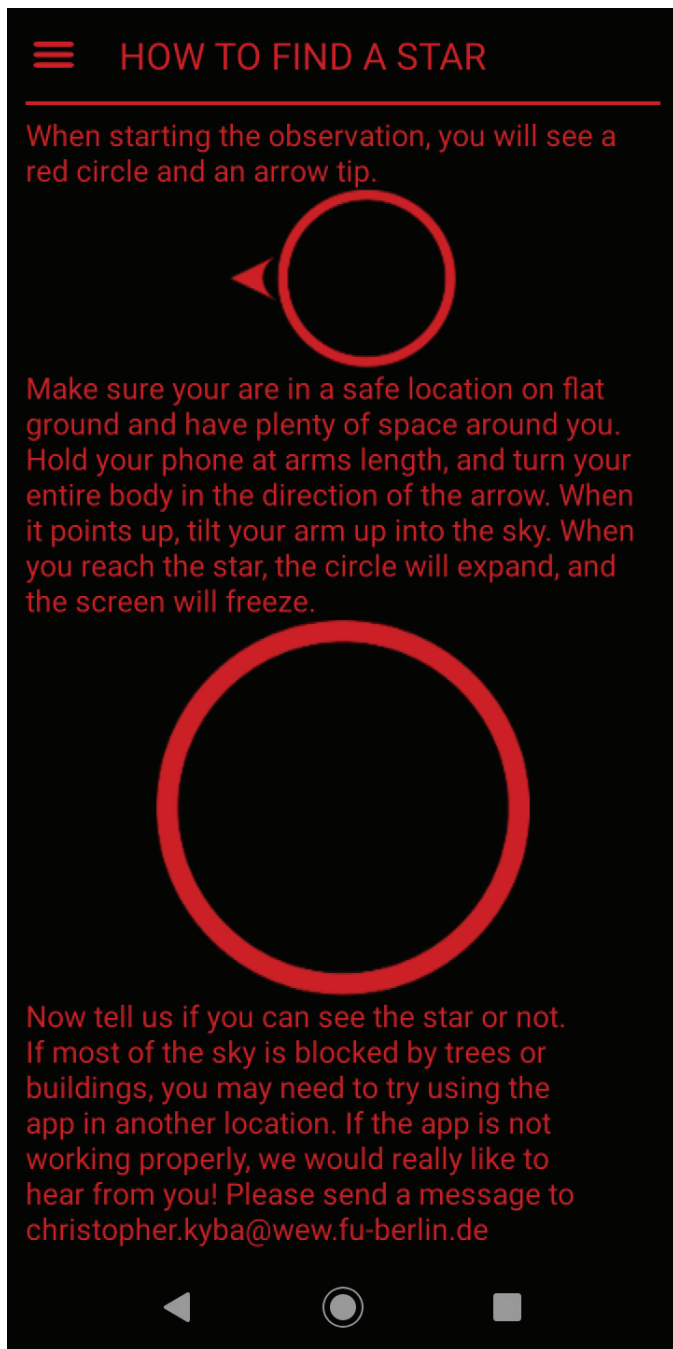 HOW TO FIND A STAR
When starting the observation, you will see a
red circle and an arrow tip.
Make sure your are in a safe location on flat
ground and have plenty of space around you.
Hold your phone at arms length, and turn your
entire body in the direction of the arrow. When
it points up, tilt your arm up into the sky. When
you reach the star, the circle will expand, and
the screen will freeze.
Now tell us if you can see the star or not.
If most of the sky is blocked by trees or
buildings, you may need to try using the
app in another location. If the app is not
working properly, we would really like to
hear from you! Please send a message to
christopher.kyba@wew.fu-berlin.de